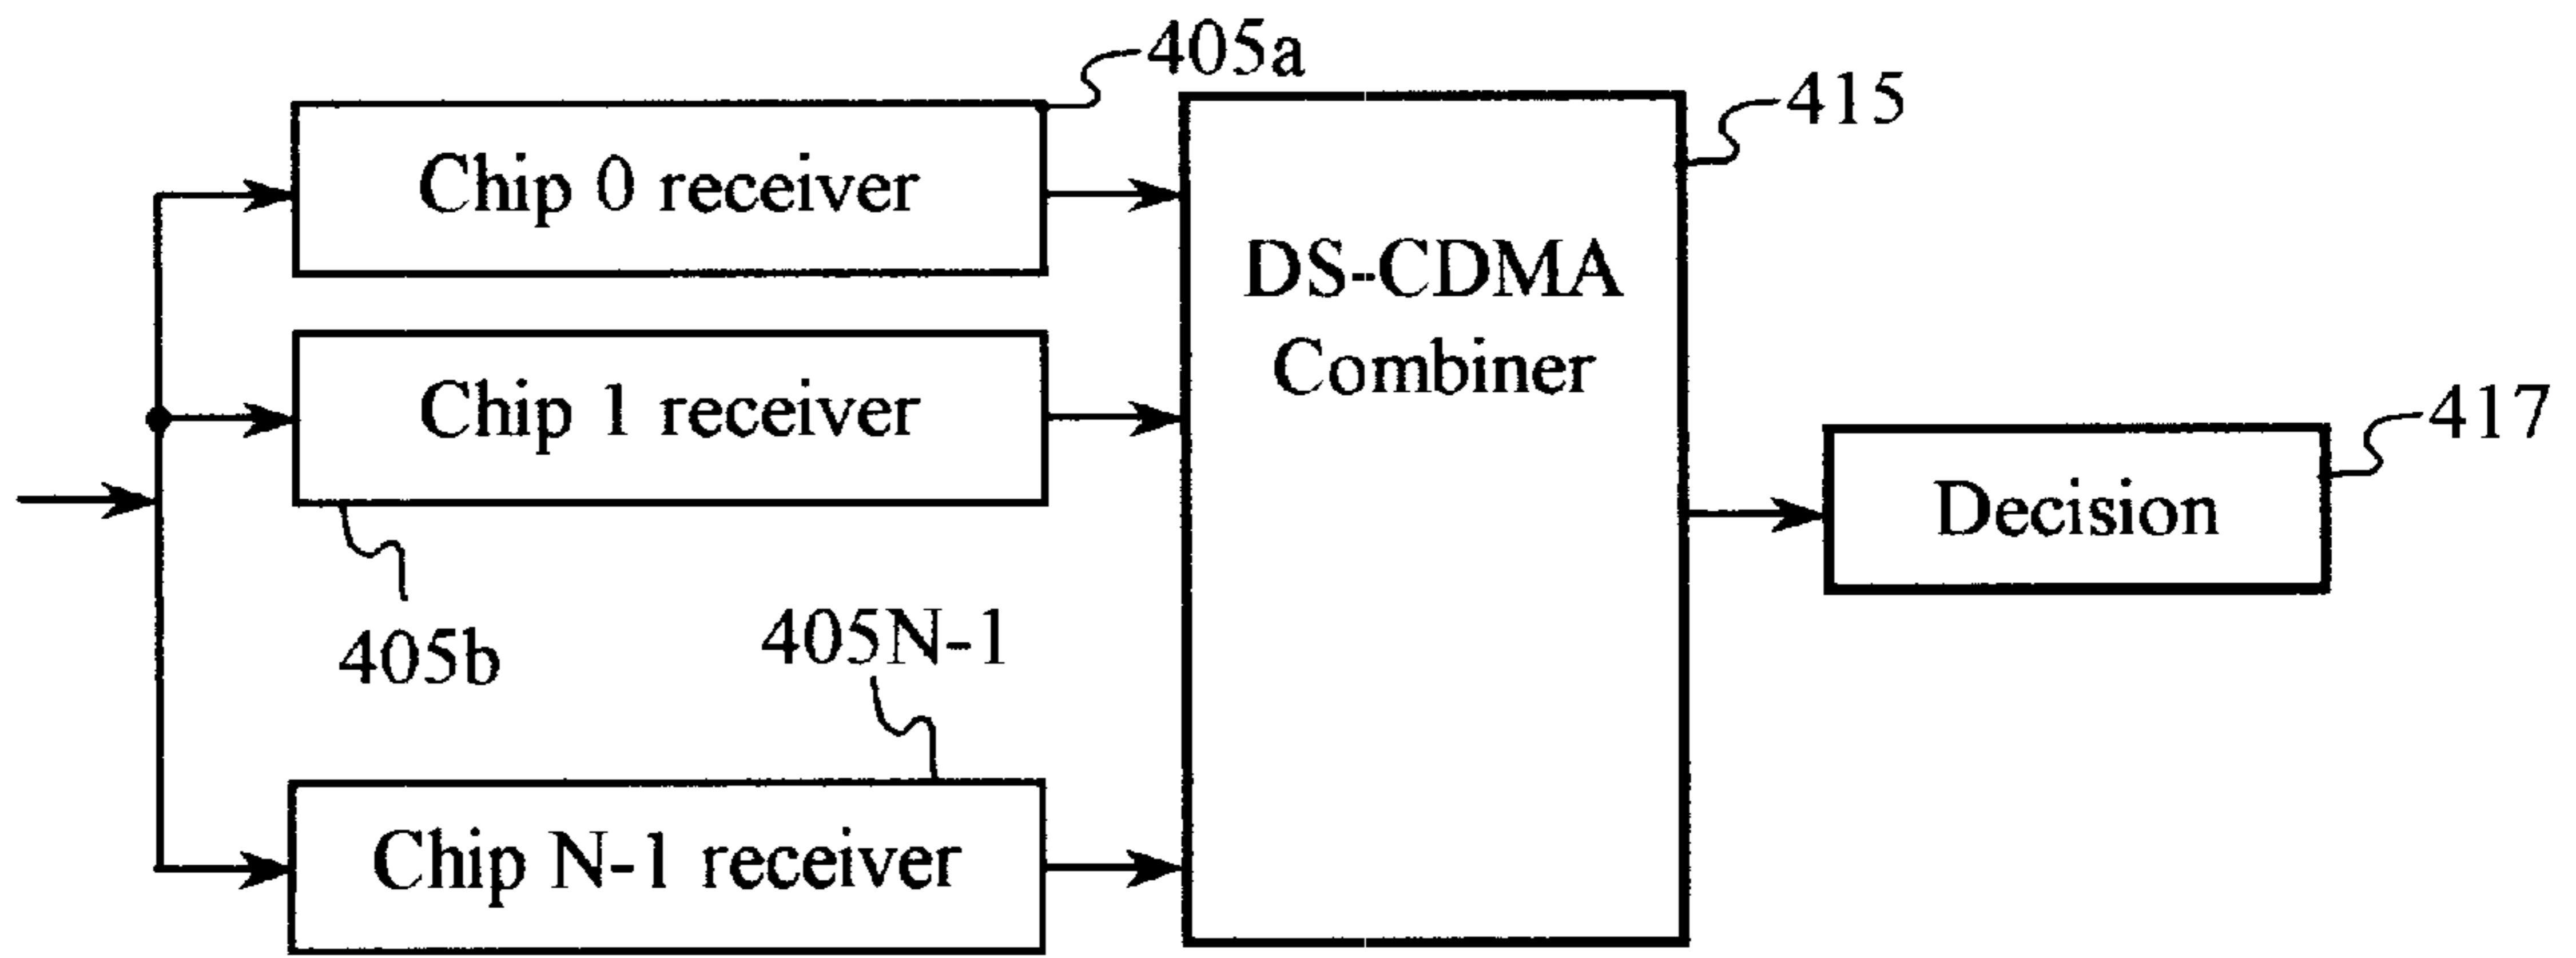 405a
Chip 0 receiver
415
DS-CDMA
Combiner
Chip 1 receiver
417
Decision
405b
405N-1
Chip N-1 receiver